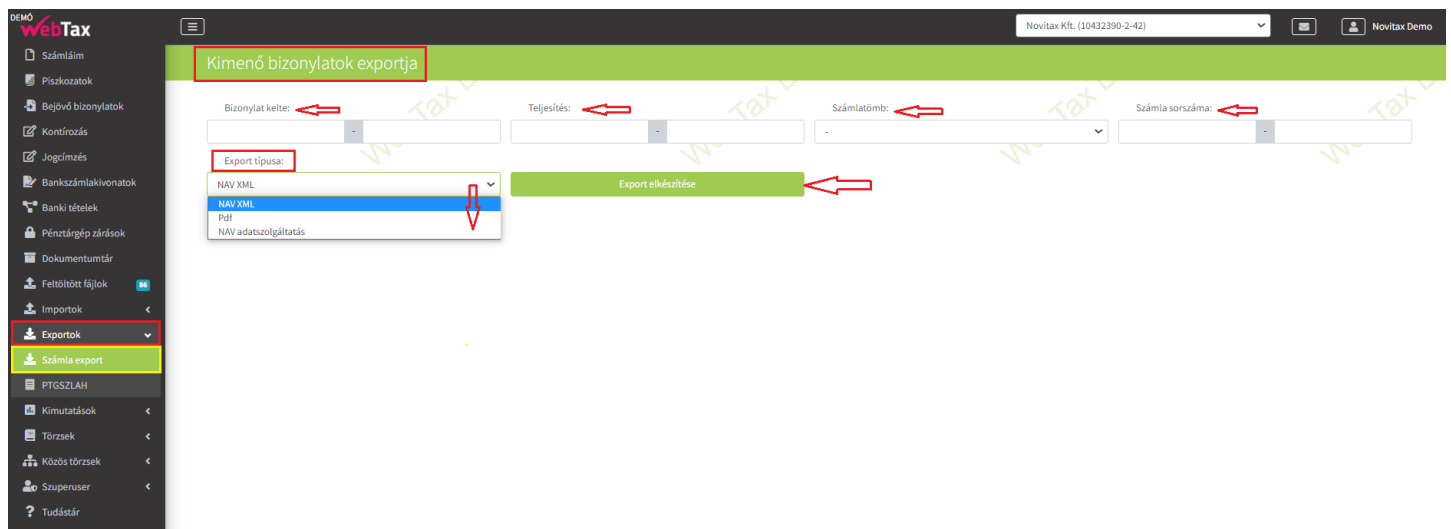 DEMÓ
WebTax
Novitax Kft. (10432390-2-42)
Novitax Demo
Számláim
Piszkozatok
Bejövő bizonylatok
Kontírozás
Jogcímzés
Bankszámlakivonatok
Banki tételek
Pénztárgép zárások
Dokumentumtár
Feltöltött fájlok 86
Importok
Exportok
Számla export
PTGSZLAH
Kimutatások
Törzsek
Közös törzsek
Szuperuser
? Tudástár
Kimenő bizonylatok exportja
Bizonylat kelte:
Teljesítés:
Számlatömb:
Számla sorszáma:
-
-
-
-
Export típusa:
NAV XML
Export elkészítése
NAV XML
Pdf
NAV adatszolgáltatás